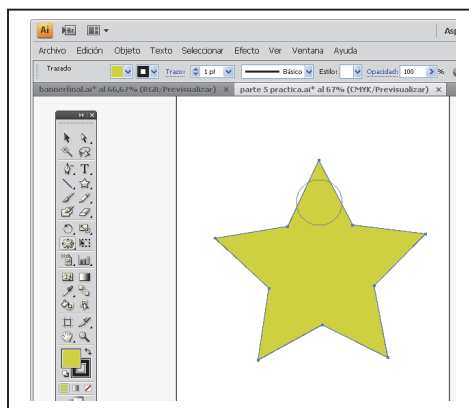 Ai Br
Asp
Archivo Edición Objeto Texto Seleccionar Efecto Ver Ventana Ayuda
Trazado Trazo: 1 pt Básico Estilo: Opacidad: 100 %
bannerfinal.ai* al 66,67% (RGB/Previsualizar) × parte 5 practica.ai* al 67% (CMYK/Previsualizar) ×
T